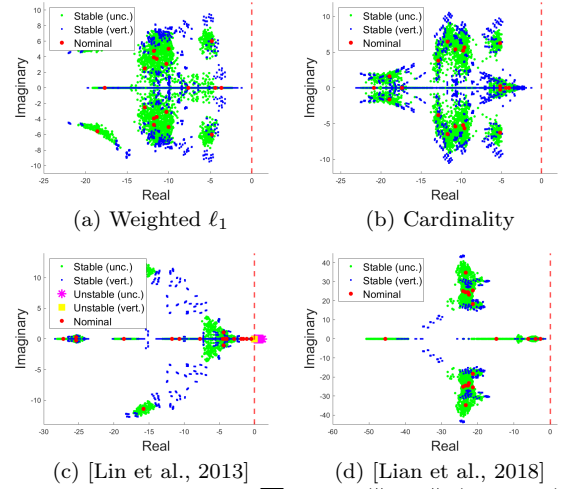 Stable (unc.)
Stable (vert.)
Nominal
10
8
6
4
2
0
-2
-4
-6
-8
-10
Imaginary
-25 -20 -15 -10 -5 0
Real
(a) Weighted ℓ1
Stable (unc.)
Stable (vert.)
Nominal
10
5
0
-5
-10
Imaginary
-25 -20 -15 -10 -5 0
Real
(b) Cardinality
Stable (unc.)
Stable (vert.)
Unstable (unc.)
Unstable (vert.)
Nominal
10
5
0
-5
-10
Imaginary
-30 -25 -20 -15 -10 -5 0
Real
(c) [Lin et al., 2013]
Stable (unc.)
Stable (vert.)
Nominal
40
30
20
10
0
-10
-20
-30
-40
Imaginary
-60 -50 -40 -30 -20 -10 0
Real
(d) [Lian et al., 2018]